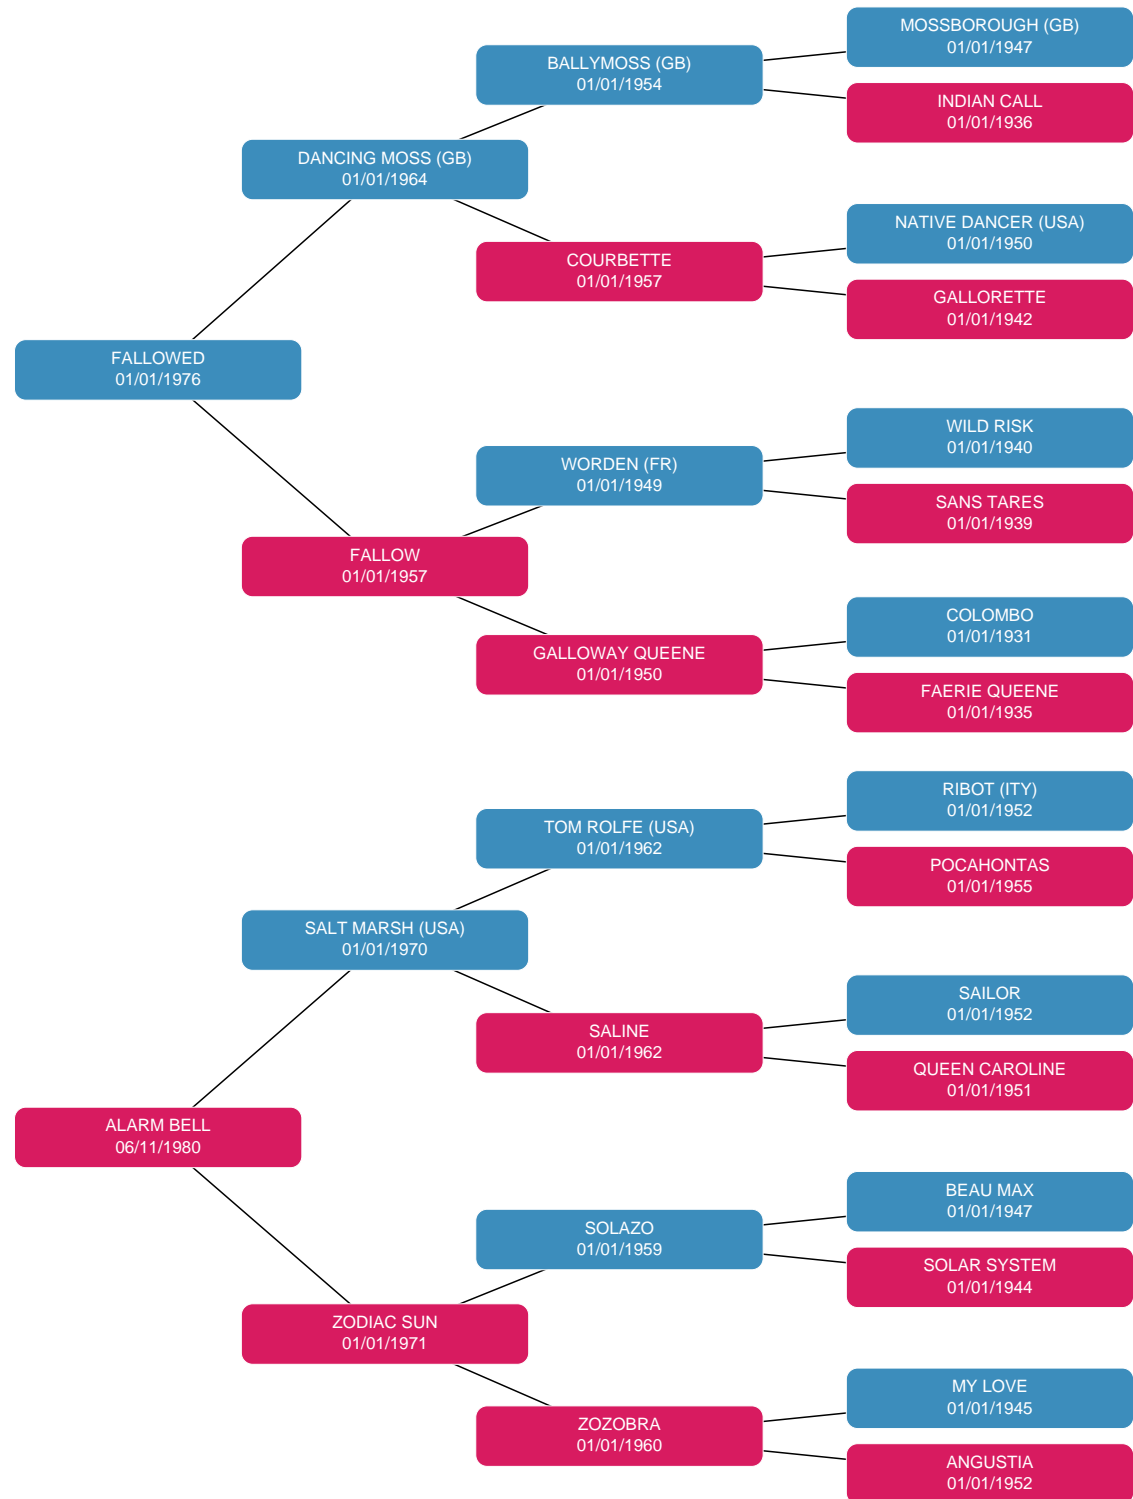 MOSSBOROUGH (GB)
01/01/1947
BALLYMOSS (GB)
01/01/1954
INDIAN CALL
01/01/1936
DANCING MOSS (GB)
01/01/1964
NATIVE DANCER (USA)
01/01/1950
COURBETTE
01/01/1957
GALLORETTE
01/01/1942
FALLOWED
01/01/1976
WILD RISK
01/01/1940
WORDEN (FR)
01/01/1949
SANS TARES
01/01/1939
FALLOW
01/01/1957
COLOMBO
01/01/1931
GALLOWAY QUEENE
01/01/1950
FAERIE QUEENE
01/01/1935
RIBOT (ITY)
01/01/1952
TOM ROLFE (USA)
01/01/1962
POCAHONTAS
01/01/1955
SALT MARSH (USA)
01/01/1970
SAILOR
01/01/1952
SALINE
01/01/1962
QUEEN CAROLINE
01/01/1951
ALARM BELL
06/11/1980
BEAU MAX
01/01/1947
SOLAZO
01/01/1959
SOLAR SYSTEM
01/01/1944
ZODIAC SUN
01/01/1971
MY LOVE
01/01/1945
ZOZOBRA
01/01/1960
ANGUSTIA
01/01/1952